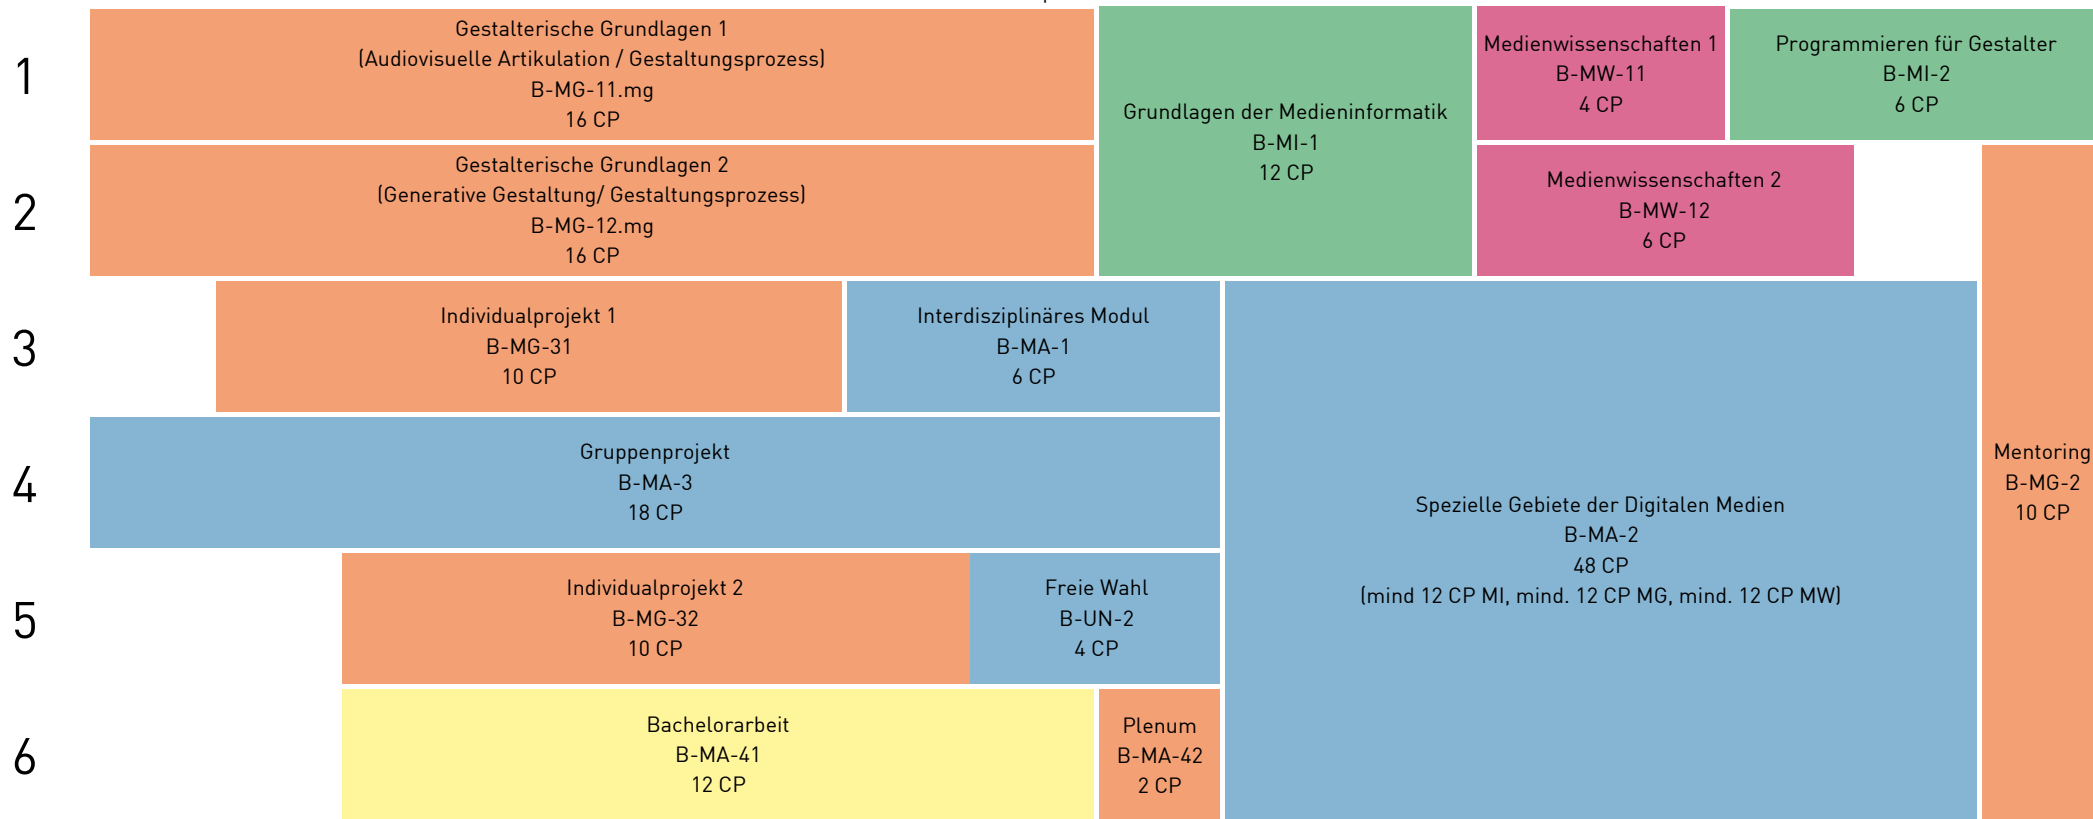 1
Gestalterische Grundlagen 1
(Audiovisuelle Artikulation / Gestaltungsprozess)
B-MG-11.mg
16 CP
Grundlagen der Medieninformatik
B-MI-1
12 CP
Medienwissenschaften 1
B-MW-11
4 CP
Programmieren für Gestalter
B-MI-2
6 CP
2
Gestalterische Grundlagen 2
(Generative Gestaltung/ Gestaltungsprozess)
B-MG-12.mg
16 CP
Medienwissenschaften 2
B-MW-12
6 CP
3
Individualprojekt 1
B-MG-31
10 CP
Interdisziplinäres Modul
B-MA-1
6 CP
4
Gruppenprojekt
B-MA-3
18 CP
Spezielle Gebiete der Digitalen Medien
B-MA-2
48 CP
(mind 12 CP MI, mind. 12 CP MG, mind. 12 CP MW)
Mentoring
B-MG-2
10 CP
5
Individualprojekt 2
B-MG-32
10 CP
Freie Wahl
B-UN-2
4 CP
6
Bachelorarbeit
B-MA-41
12 CP
Plenum
B-MA-42
2 CP